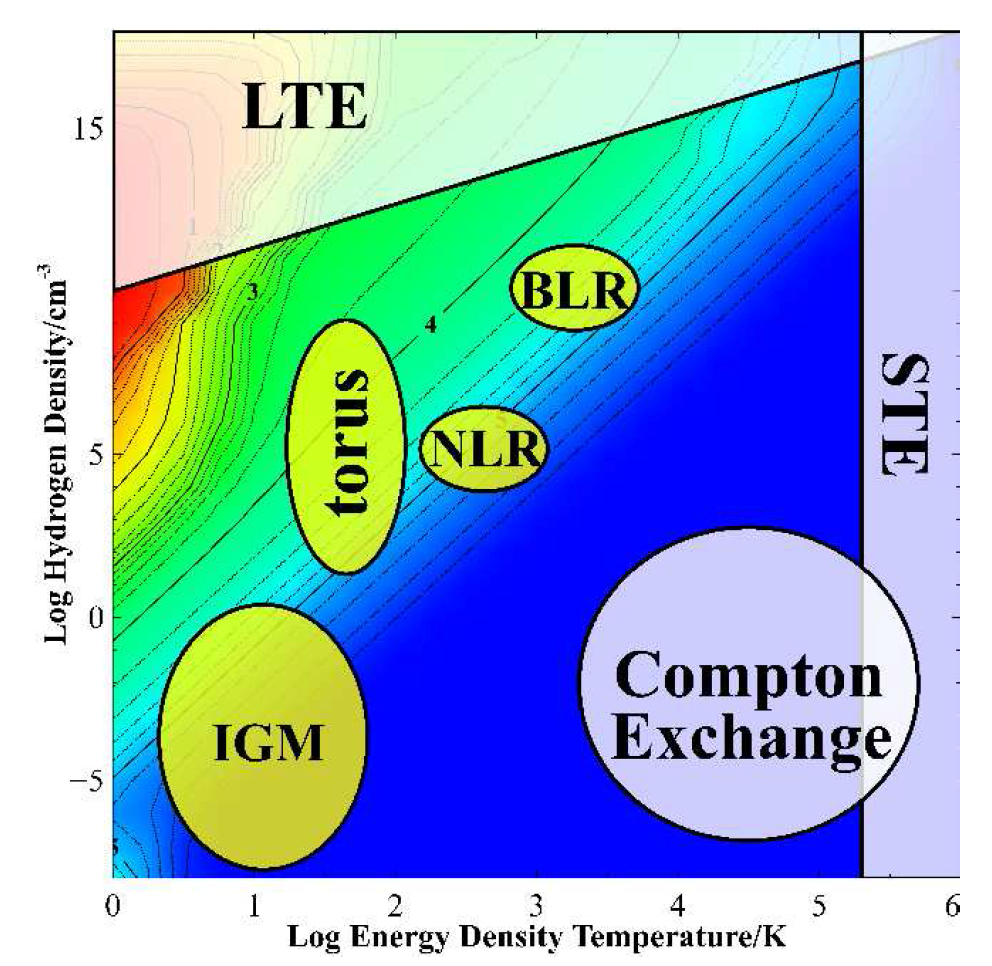 LTE
15
1
3
BLR
4
torus
STE
NLR
5
0
Compton
Exchange
IGM
−5
Log Hydrogen Density/cm-3
0 1 2 3 4 5 6
Log Energy Density Temperature/K